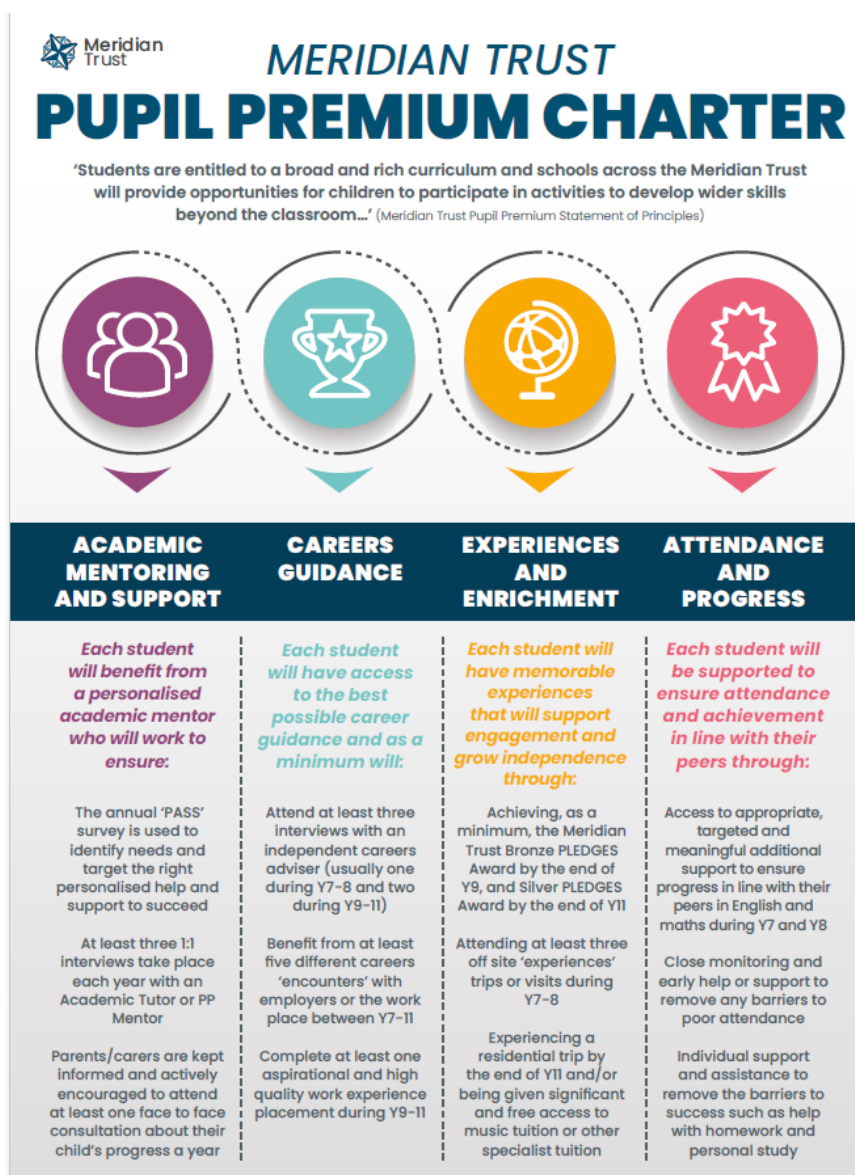 Meridian
Trust
MERIDIAN TRUST
PUPIL PREMIUM CHARTER
‘Students are entitled to a broad and rich curriculum and schools across the Meridian Trust
will provide opportunities for children to participate in activities to develop wider skills
beyond the classroom...’ (Meridian Trust Pupil Premium Statement of Principles)
ACADEMIC
MENTORING
AND SUPPORT
Each student
will benefit from
a personalised
academic mentor
who will work to
ensure:
The annual ‘PASS’
survey is used to
identify needs and
target the right
personalised help and
support to succeed
At least three 1:1
interviews take place
each year with an
Academic Tutor or PP
Mentor
Parents/carers are kept
informed and actively
encouraged to attend
at least one face to face
consultation about their
child’s progress a year
CAREERS
GUIDANCE
Each student
will have access
to the best
possible career
guidance and as a
minimum will:
Attend at least three
interviews with an
independent careers
adviser (usually one
during Y7-8 and two
during Y9-11)
Benefit from at least
five different careers
‘encounters’ with
employers or the work
place between Y7-11
Complete at least one
aspirational and high
quality work experience
placement during Y9-11
EXPERIENCES
AND
ENRICHMENT
Each student will
have memorable
experiences
that will support
engagement and
grow independence
through:
Achieving, as a
minimum, the Meridian
Trust Bronze PLEDGES
Award by the end of
Y9, and Silver PLEDGES
Award by the end of Y11
Attending at least three
off site ‘experiences’
trips or visits during
Y7-8
Experiencing a
residential trip by
the end of Y11 and/or
being given significant
and free access to
music tuition or other
specialist tuition
ATTENDANCE
AND
PROGRESS
Each student will
be supported to
ensure attendance
and achievement
in line with their
peers through:
Access to appropriate,
targeted and
meaningful additional
support to ensure
progress in line with their
peers in English and
maths during Y7 and Y8
Close monitoring and
early help or support to
remove any barriers to
poor attendance
Individual support
and assistance to
remove the barriers to
success such as help
with homework and
personal study